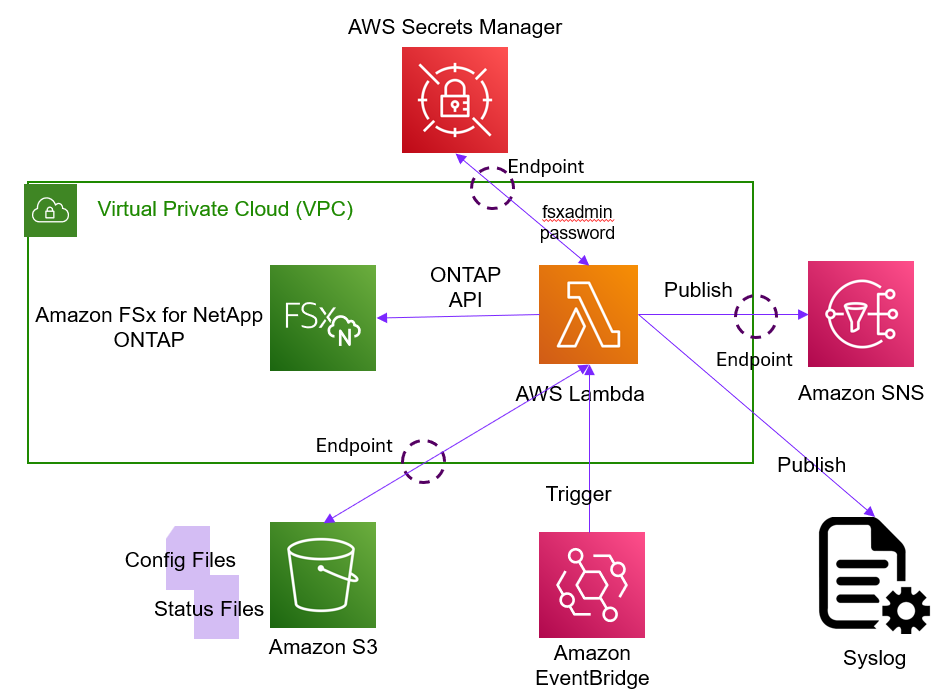 AWS Secrets Manager
Endpoint
Virtual Private Cloud (VPC)
fsxadmin
password
ONTAP
API
Publish
Amazon FSx for NetApp
ONTAP
FSx
N
Endpoint
AWS Lambda
Amazon SNS
Endpoint
Publish
Trigger
Config Files
Status Files
Amazon S3
Amazon
EventBridge
Syslog